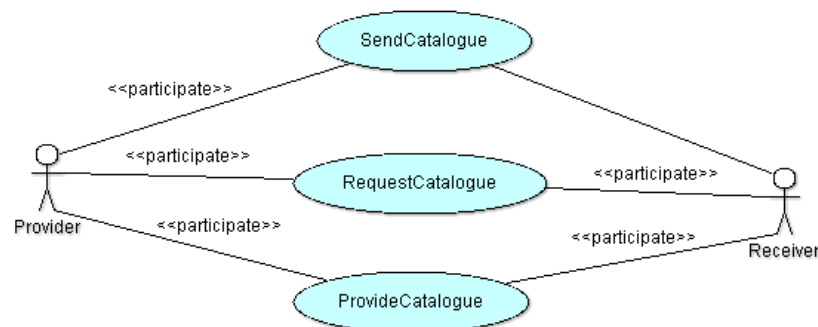 SendCatalogue
<<participate>>
<<participate>>
<<participate>>
RequestCatalogue
Provider
<<participate>>
<<participate>>
Receiver
ProvideCatalogue